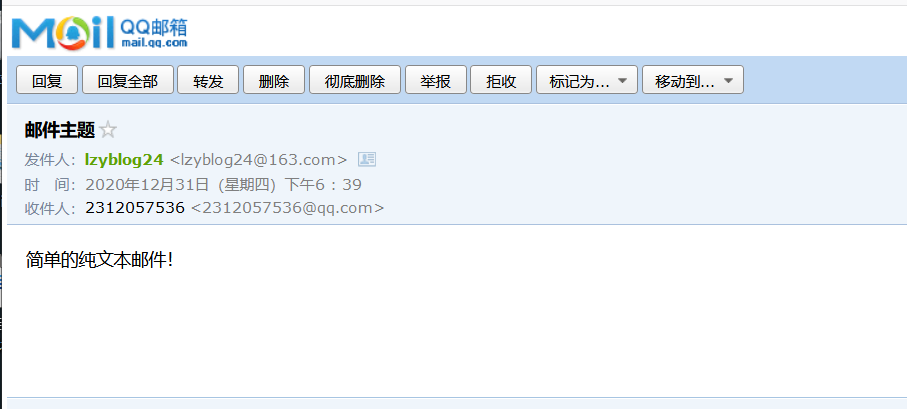 Mail QQ邮箱
mail.qq.com
回复 回复全部 转发 删除 彻底删除 举报 拒收 标记为... 移动到...
邮件主题
发件人：lzyblog24 <lzyblog24@163.com>
时 间：2020年12月31日（星期四）下午6：39
收件人：2312057536 <2312057536@qq.com>
简单的纯文本邮件！